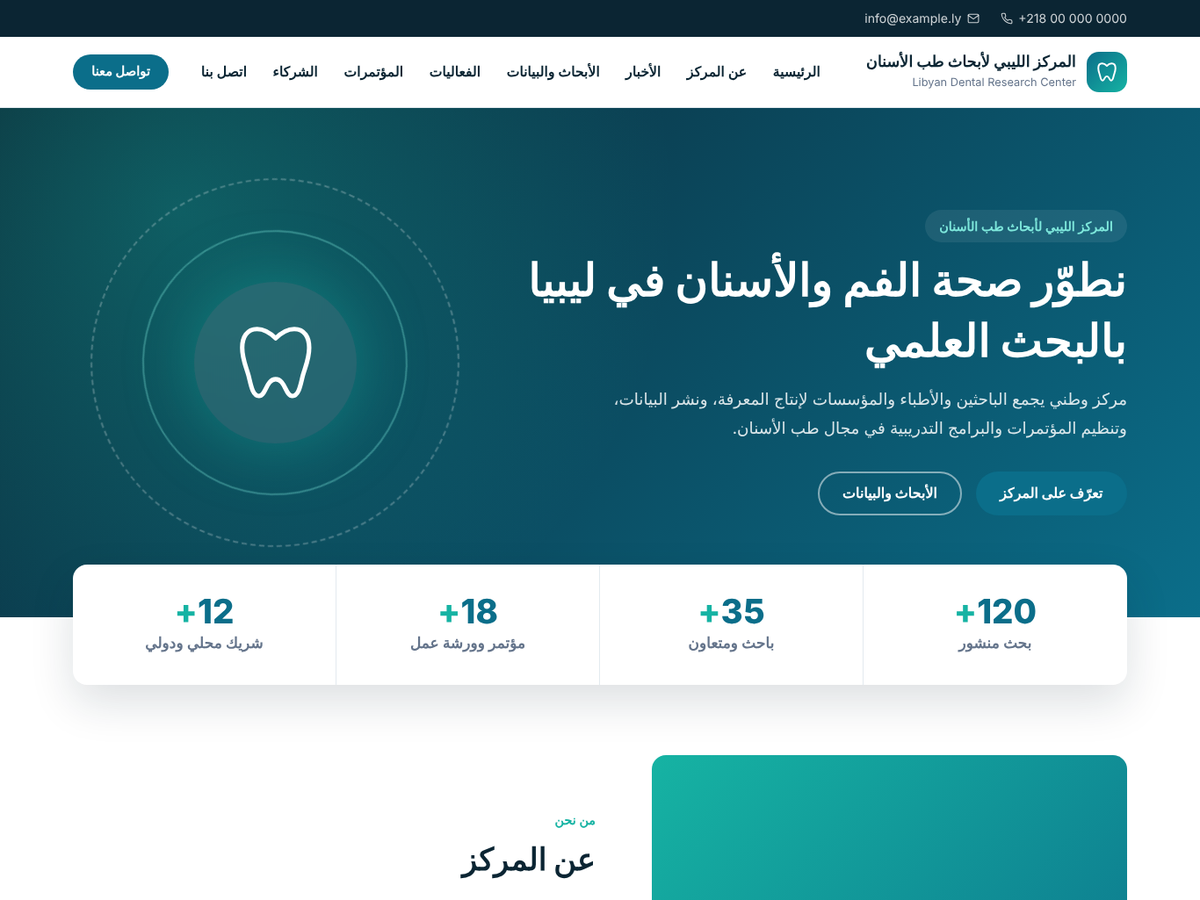 +218 00 000 0000
info@example.ly
المركز الليبي لأبحاث طب الأسنان
Libyan Dental Research Center
الرئيسية
عن المركز
الأخبار
الأبحاث والبيانات
الفعاليات
المؤتمرات
الشركاء
اتصل بنا
تواصل معنا
المركز الليبي لأبحاث طب الأسنان
نطوّر صحة الفم والأسنان في ليبيا
بالبحث العلمي
مركز وطني يجمع الباحثين والأطباء والمؤسسات لإنتاج المعرفة، ونشر البيانات،
وتنظيم المؤتمرات والبرامج التدريبية في مجال طب الأسنان.
تعرّف على المركز
الأبحاث والبيانات
120+
بحث منشور
35+
باحث ومتعاون
18+
مؤتمر وورشة عمل
12+
شريك محلي ودولي
من نحن
عن المركز